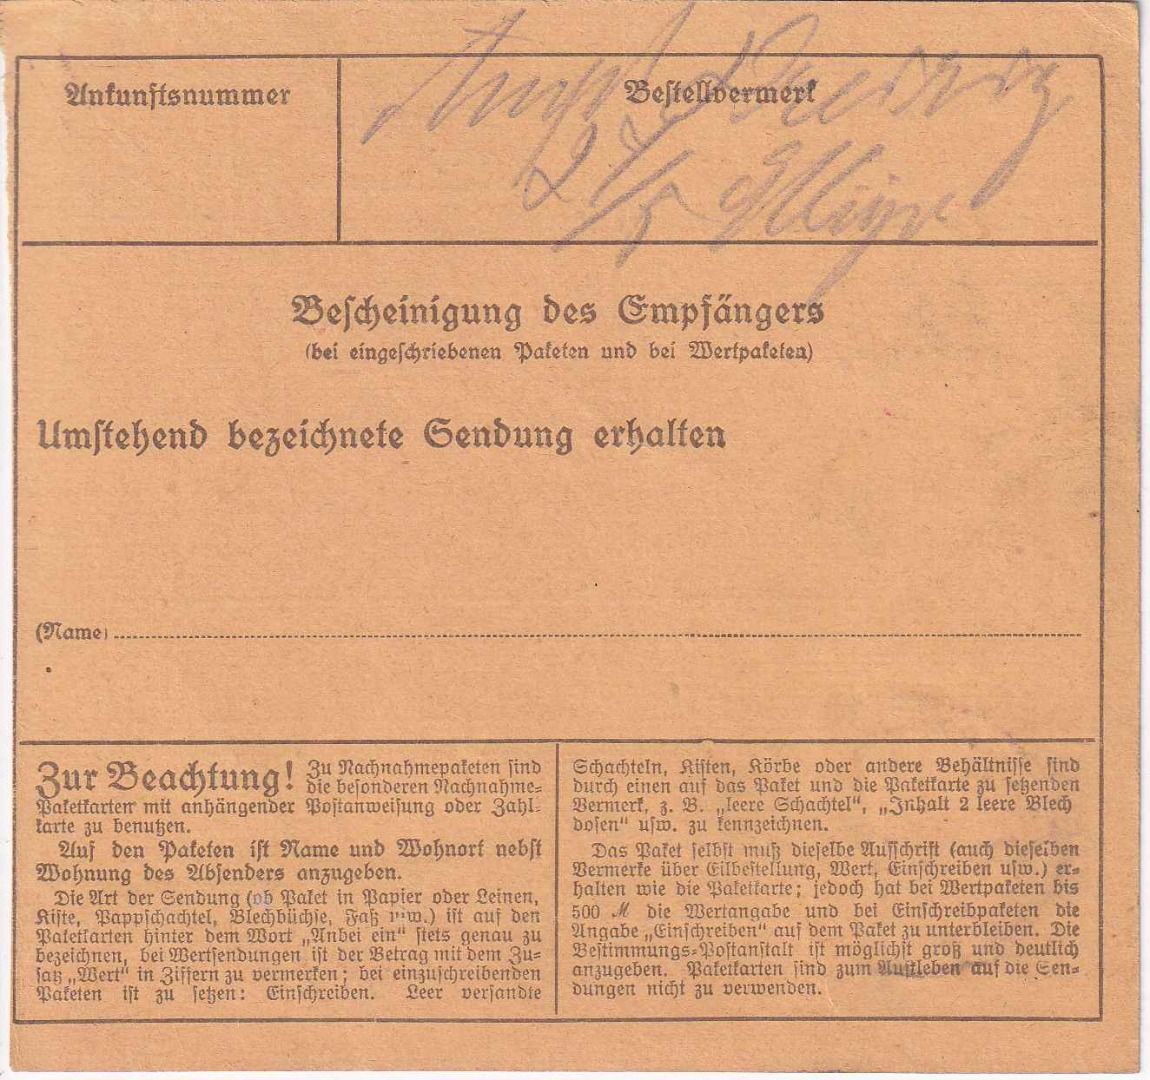 Ankunftsnummer
Bestellvermerk
27/5
Bescheinigung des Empfängers
(bei eingeschriebenen Paketen und bei Wertpaketen)
Umstehend bezeichnete Sendung erhalten
(Name)
Zur Beachtung! Zu Nachnahmepaketen sind
die besonderen Nachnahme-
Paketkarten mit anhängender Postanweisung oder Zahl-
karte zu benutzen.
Auf den Paketen ist Name und Wohnort nebst
Wohnung des Absenders anzugeben.
Die Art der Sendung (ob Paket in Papier oder Leinen,
Kiste, Pappschachtel, Blechbüchse, Faß usw.) ist auf den
Paketkarten hinter dem Wort „Anbei ein“ stets genau zu
bezeichnen, bei Wertsendungen ist der Betrag mit dem Zu-
satz „Wert“ in Ziffern zu vermerken; bei einzuschreibenden
Paketen ist zu setzen: Einschreiben. Leer versandte
Schachteln, Kisten, Körbe oder andere Behältnisse sind
durch einen auf das Paket und die Paketkarte zu setzenden
Vermerk, z. B. „leere Schachtel“, „Inhalt 2 leere Blech
dosen“ usw. zu kennzeichnen.
Das Paket selbst muß dieselbe Aufschrift (auch dieselben
Vermerke über Eilbestellung, Wert, Einschreiben usw.) er-
halten wie die Paketkarte; jedoch hat bei Wertpaketen bis
500 M die Wertangabe und bei Einschreibpaketen die
Angabe „Einschreiben“ auf dem Paket zu unterbleiben. Die
Bestimmungs-Postanstalt ist möglichst groß und deutlich
anzugeben. Paketkarten sind zum Aufkleben auf die Sen-
dungen nicht zu verwenden.